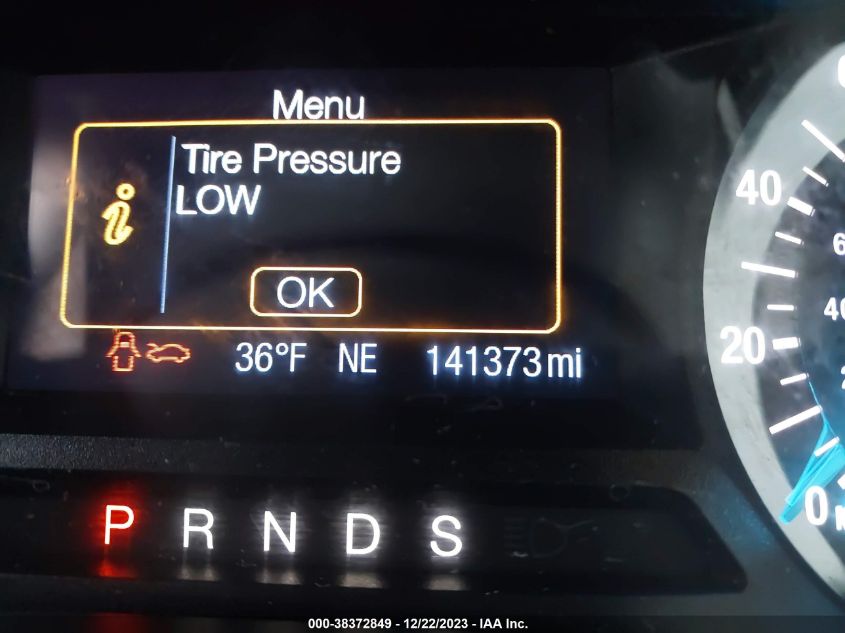 Menu
Tire Pressure
LOW
OK
36°F NE 141373 mi
40
20
0
P R N D S
000-38372849 - 12/22/2023 - IAA Inc.